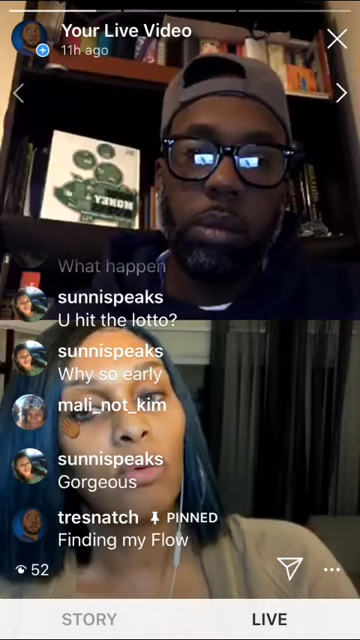 Your Live Video
11h ago
MONEY
What happen
sunnispeaks
U hit the lotto?
sunnispeaks
Why so early
mali_not_kim
sunnispeaks
Gorgeous
tresnatch PINNED
Finding my Flow
52
STORY LIVE